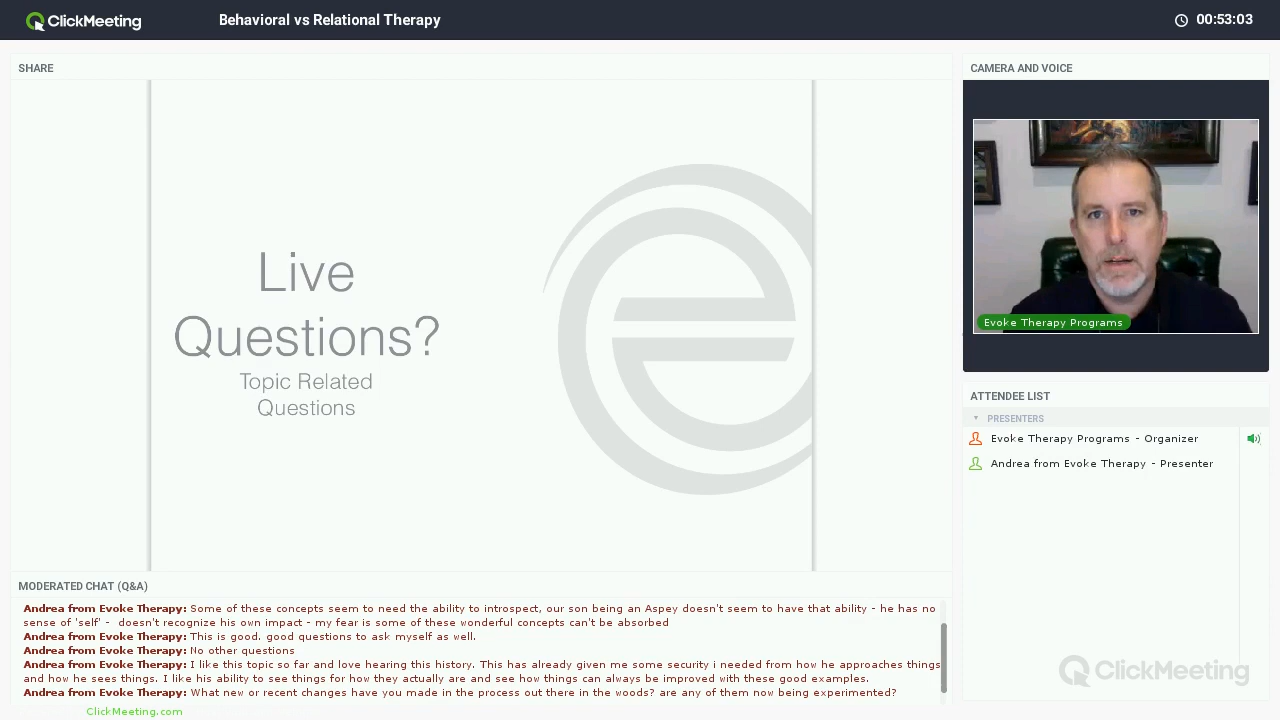 ClickMeeting
Behavioral vs Relational Therapy
00:53:03
SHARE
CAMERA AND VOICE
Live
Questions?
Topic Related
Questions
Evoke Therapy Programs
ATTENDEE LIST
PRESENTERS
Evoke Therapy Programs - Organizer
Andrea from Evoke Therapy - Presenter
MODERATED CHAT (Q&A)
Andrea from Evoke Therapy: Some of these concepts seem to need the ability to introspect, our son being an Aspey doesn't seem to have that ability - he has no
sense of 'self' - doesn't recognize his own impact - my fear is some of these wonderful concepts can't be absorbed
Andrea from Evoke Therapy: This is good. good questions to ask myself as well.
Andrea from Evoke Therapy: No other questions
Andrea from Evoke Therapy: I like this topic so far and love hearing this history. This has already given me some security i needed from how he approaches things
and how he sees things. I like his ability to see things for how they actually are and how things can always be improved with these good examples.
Andrea from Evoke Therapy: What new or recent changes have you made in the process out there in the woods? are any of them now being experimented?
ClickMeeting
ClickMeeting.com